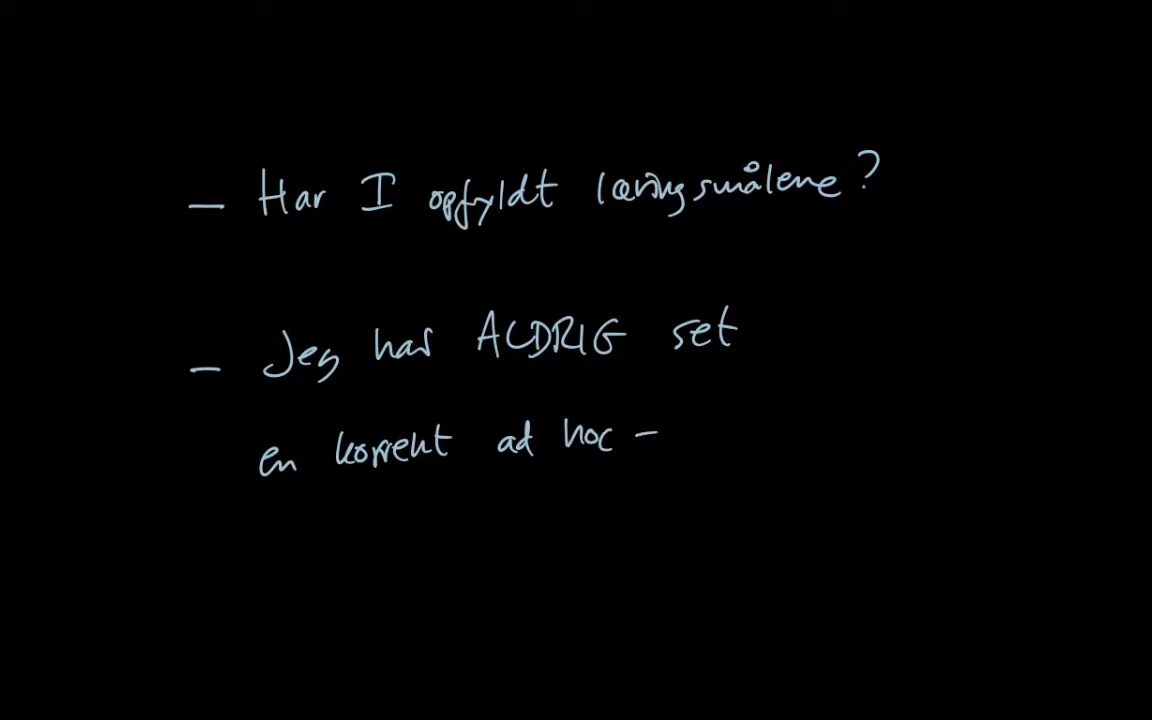 - Har I opfyldt læringsmålene?
- Jeg har ALDRIG set
en korrekt ad hoc -